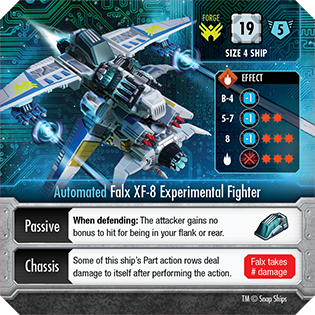 FORGE
19
5
SIZE 4 SHIP
EFFECT
B-4 -1
5-7 -1
8 -1
Automated Falx XF-8 Experimental Fighter
Passive
When defending: The attacker gains no
bonus to hit for being in your flank or rear.
Chassis
Some of this ship's Part action rows deal
damage to itself after performing the action.
Falx takes
# damage
TM © Snap Ships